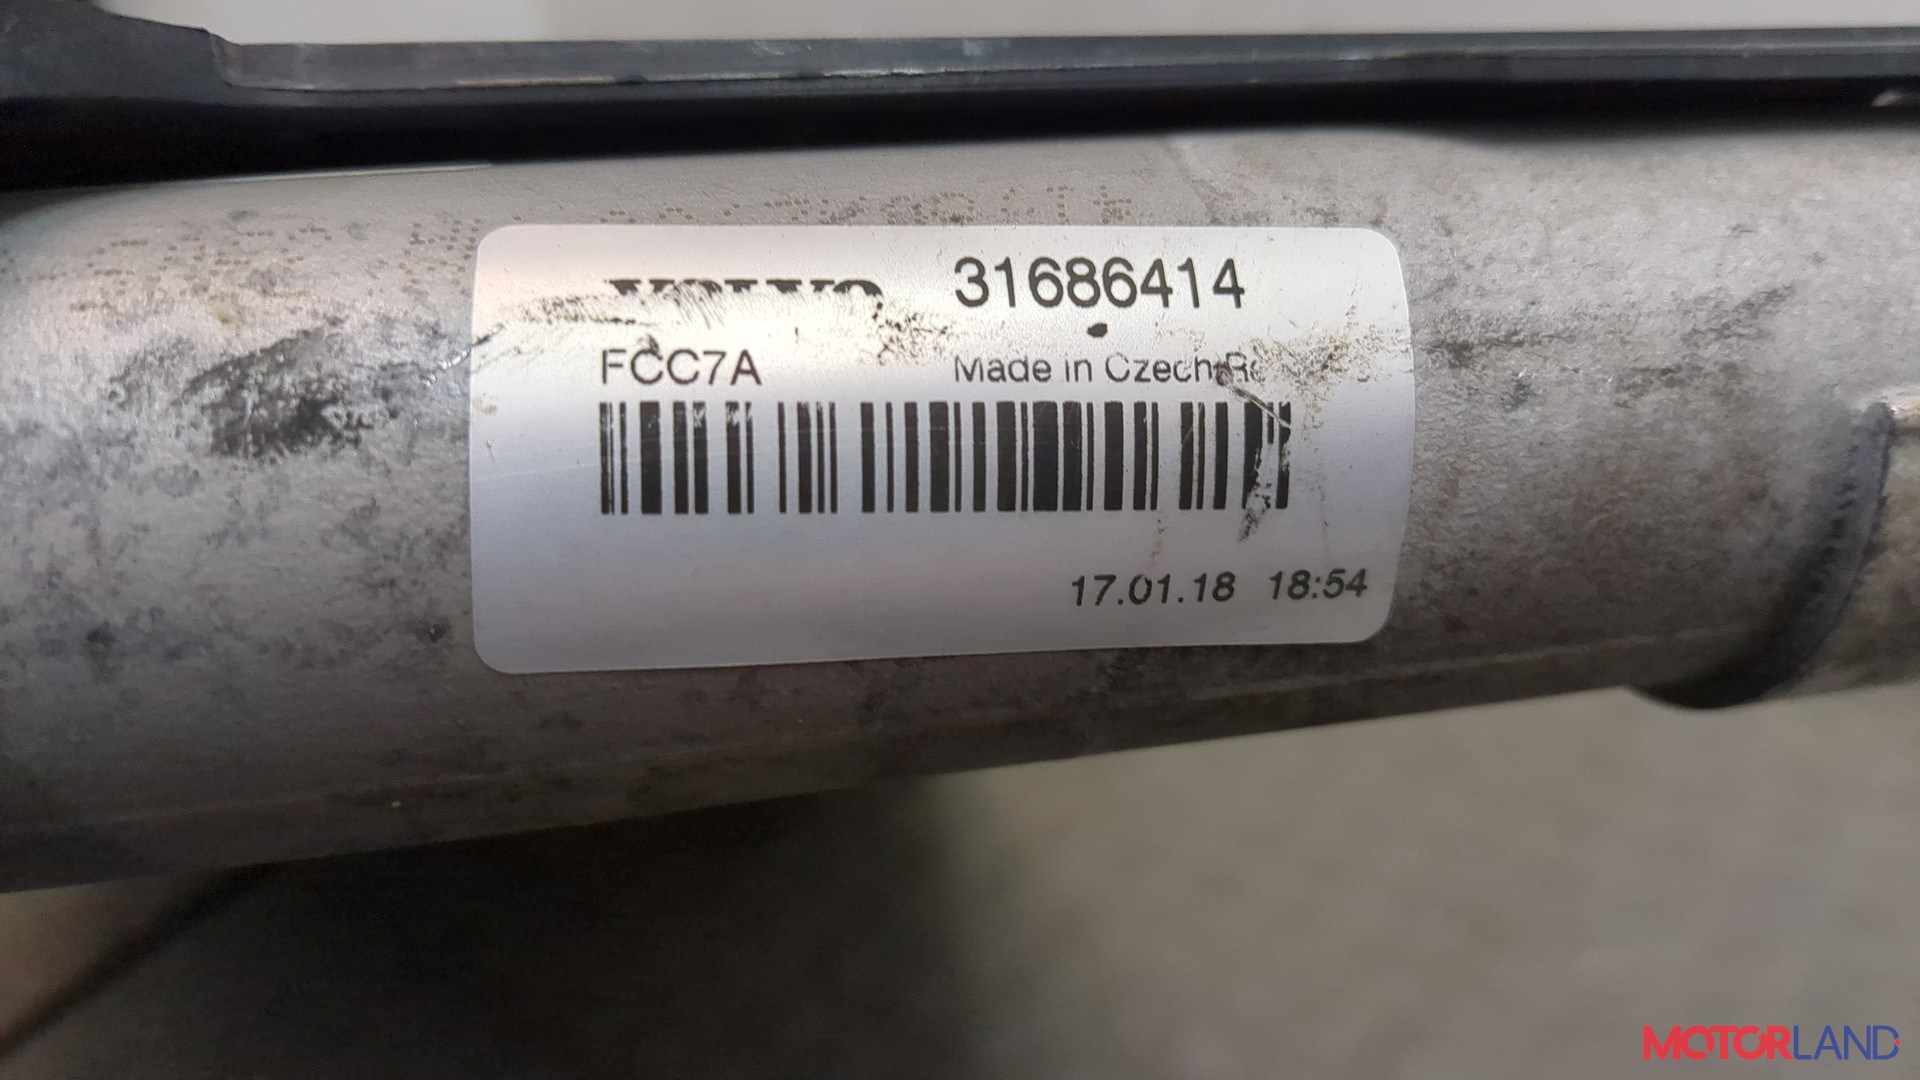 VOLVO 31686414
FCC7A Made in Czech
17.01.18 18:54
MOTORLAND